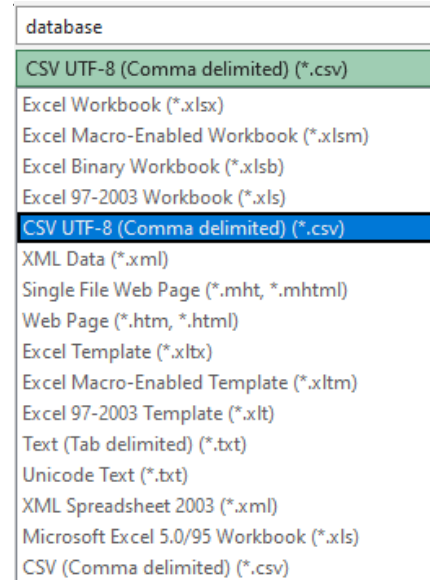 database
CSV UTF-8 (Comma delimited) (*.csv)
Excel Workbook (*.xlsx)
Excel Macro-Enabled Workbook (*.xlsm)
Excel Binary Workbook (*.xlsb)
Excel 97-2003 Workbook (*.xls)
CSV UTF-8 (Comma delimited) (*.csv)
XML Data (*.xml)
Single File Web Page (*.mht, *.mhtml)
Web Page (*.htm, *.html)
Excel Template (*.xltx)
Excel Macro-Enabled Template (*.xltm)
Excel 97-2003 Template (*.xlt)
Text (Tab delimited) (*.txt)
Unicode Text (*.txt)
XML Spreadsheet 2003 (*.xml)
Microsoft Excel 5.0/95 Workbook (*.xls)
CSV (Comma delimited) (*.csv)